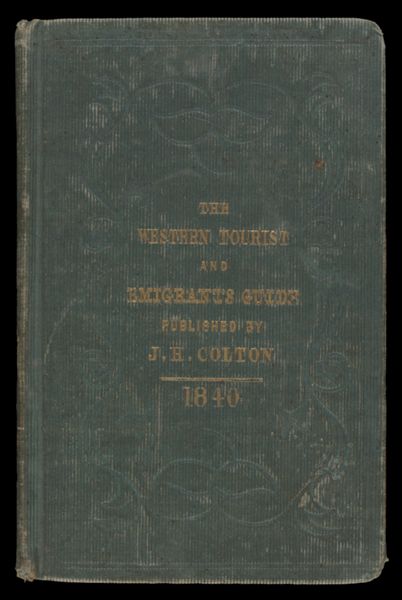 THE
WESTERN TOURIST
AND
EMIGRANT'S GUIDE
PUBLISHED BY
J. H. COLTON
1840